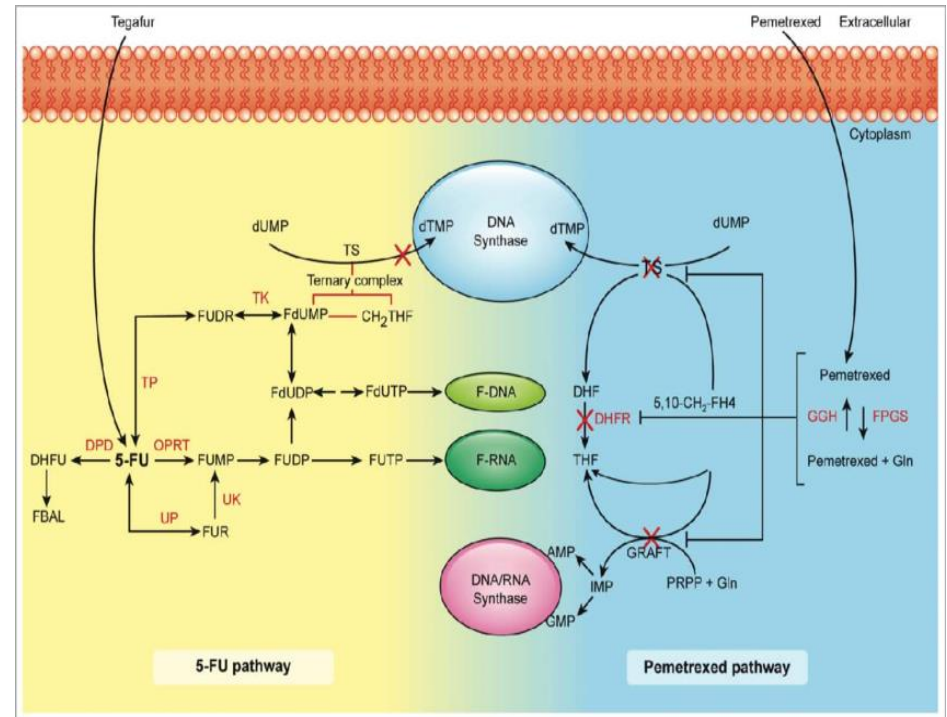 Tegafur
Pemetrexed Extracellular
Cytoplasm
dUMP
TS
dTMP
DNA
Synthase
dTMP
dUMP
TS
Ternary complex
TK
FUDR
FdUMP
CH2THF
TP
FdUDP
FdUTP
F-DNA
DHF
5,10-CH2-FH4
DHFR
Pemetrexed
GGH
FPGS
Pemetrexed + Gln
DPD
OPRT
DHFU
5-FU
FUMP
FUDP
FUTP
F-RNA
THF
UK
FBAL
UP
FUR
GRAFT
AMP
DNA/RNA
Synthase
IMP
PRPP + Gln
GMP
5-FU pathway
Pemetrexed pathway